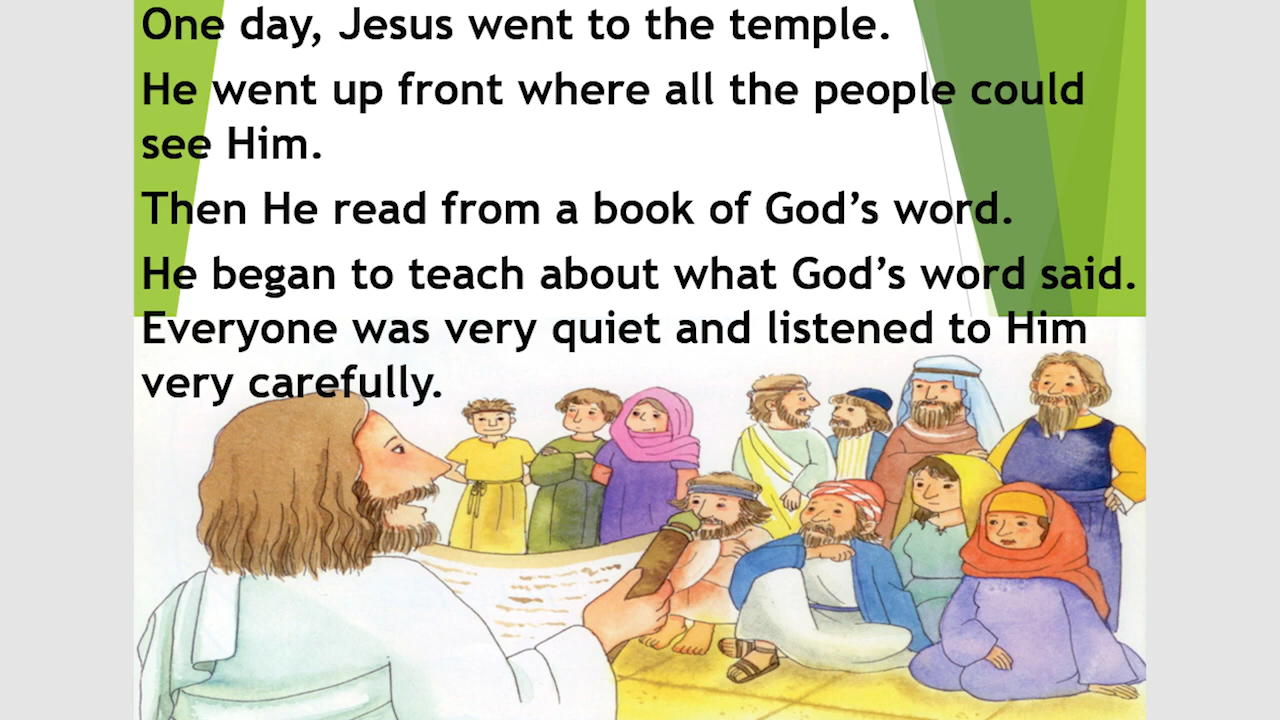 One day, Jesus went to the temple.
He went up front where all the people could
see Him.
Then He read from a book of God’s word.
He began to teach about what God’s word said.
Everyone was very quiet and listened to Him
very carefully.